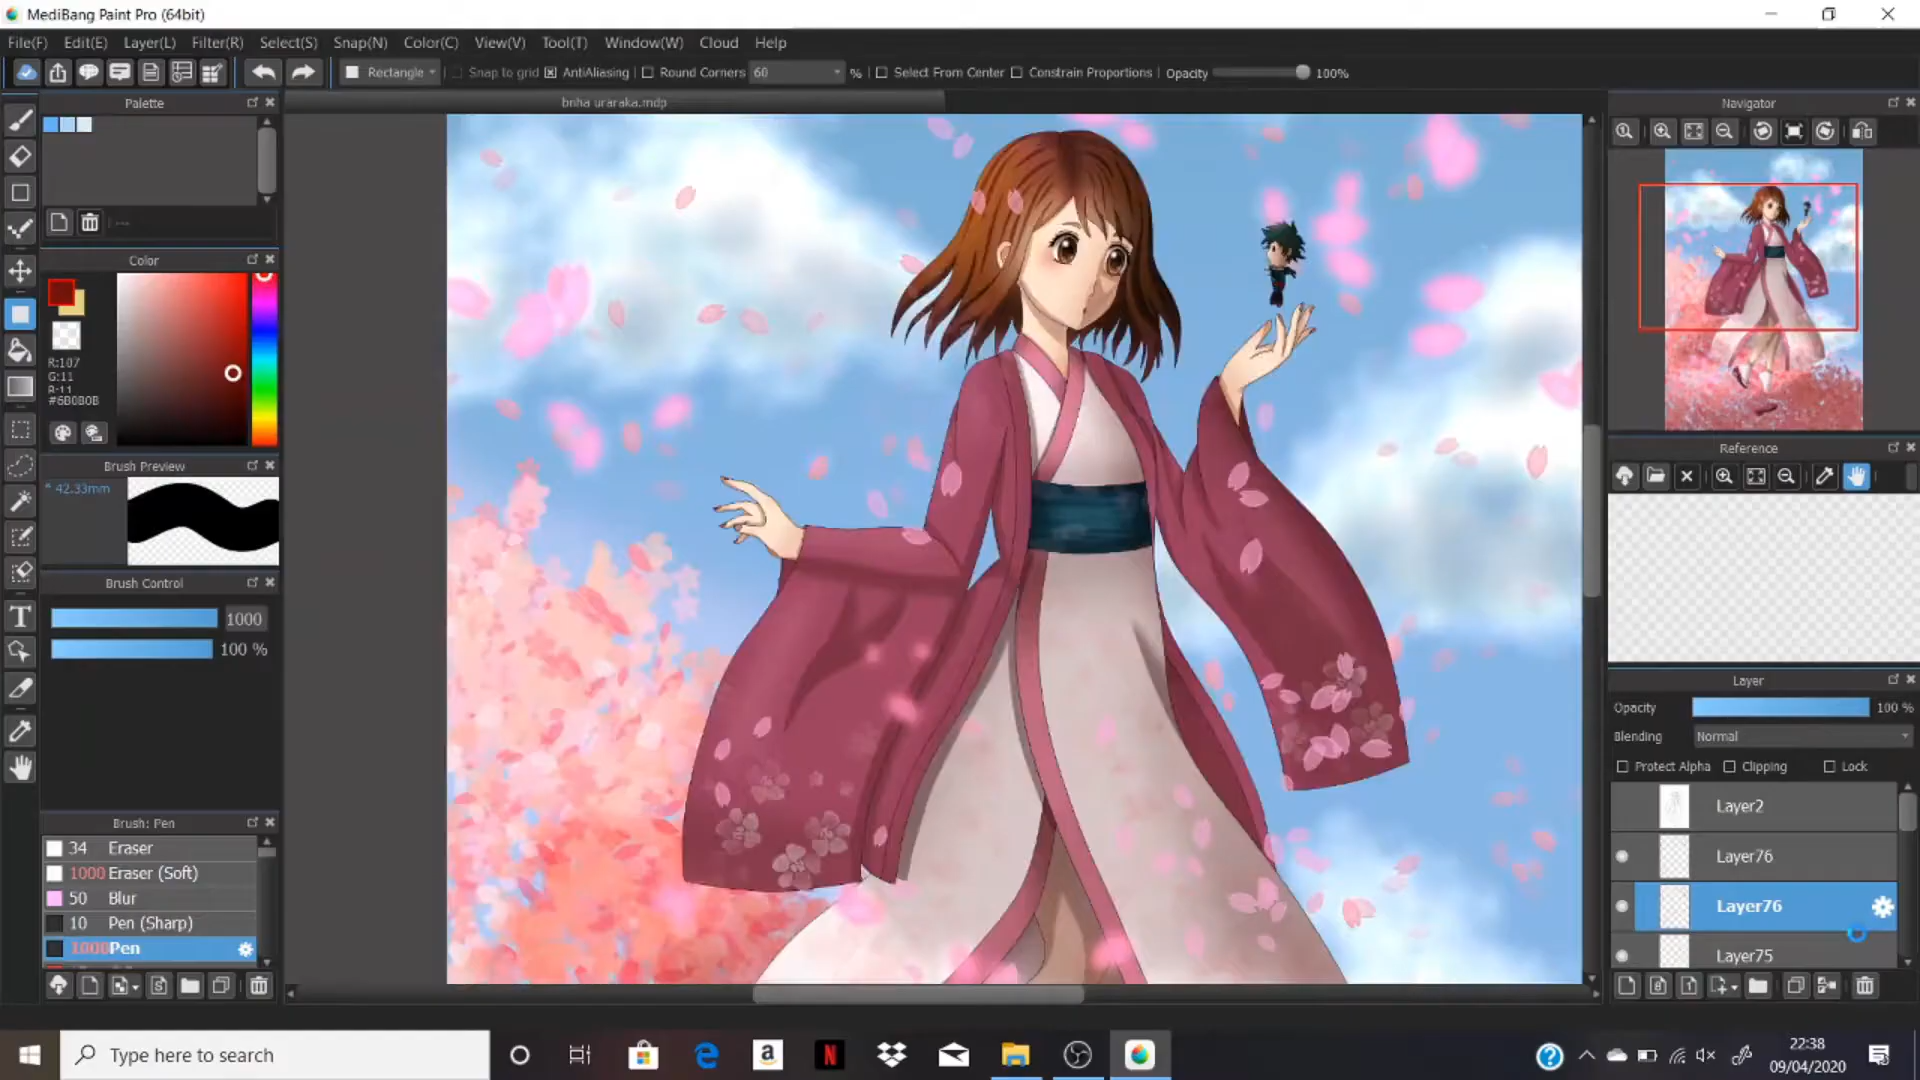 MediBang Paint Pro (64bit)
File(F) Edit(E) Layer(L) Filter(R) Select(S) Snap(N) Color(C) View(V) Tool(T) Window(W) Cloud Help
Rectangle Snap to grid AntiAliasing Round Corners 60 % Select From Center Constrain Proportions Opacity 100%
Palette
bnha uraraka.mdp
Navigator
---
Color
R:107
G:11
#6B0B0B
Brush Preview
* 42.33mm
Brush Control
1000
100 %
Brush: Pen
34 Eraser
1000 Eraser (Soft)
50 Blur
10 Pen (Sharp)
1000 Pen
Reference
Layer
Opacity 100 %
Blending Normal
Protect Alpha Clipping Lock
Layer2
Layer76
Layer76
Layer75
Type here to search
22:38
09/04/2020